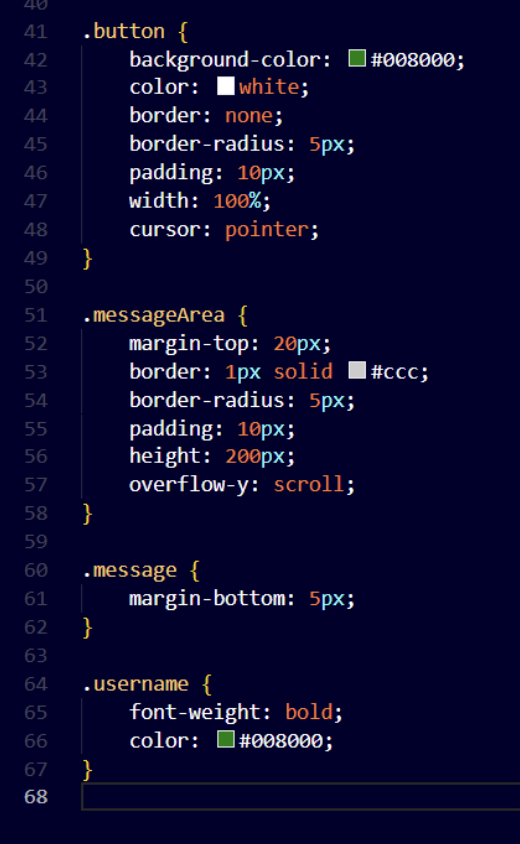 40
41 .button {
42     background-color: #008000;
43     color: white;
44     border: none;
45     border-radius: 5px;
46     padding: 10px;
47     width: 100%;
48     cursor: pointer;
49 }
50
51 .messageArea {
52     margin-top: 20px;
53     border: 1px solid #ccc;
54     border-radius: 5px;
55     padding: 10px;
56     height: 200px;
57     overflow-y: scroll;
58 }
59
60 .message {
61     margin-bottom: 5px;
62 }
63
64 .username {
65     font-weight: bold;
66     color: #008000;
67 }
68